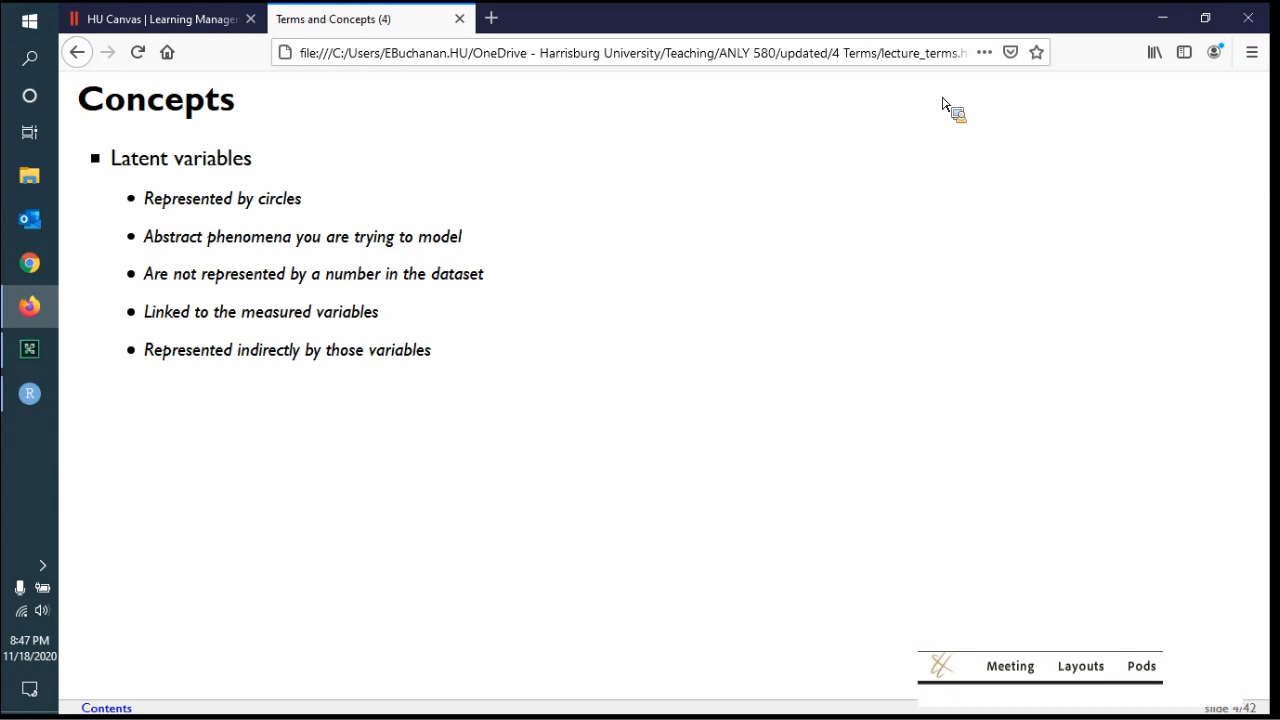 HU Canvas | Learning Manage
Terms and Concepts (4)
file:///C:/Users/EBuchanan.HU/OneDrive - Harrisburg University/Teaching/ANLY 580/updated/4 Terms/lecture_terms.h
Concepts
Latent variables
Represented by circles
Abstract phenomena you are trying to model
Are not represented by a number in the dataset
Linked to the measured variables
Represented indirectly by those variables
8:47 PM
11/18/2020
Meeting Layouts Pods
Contents
slide 4/42